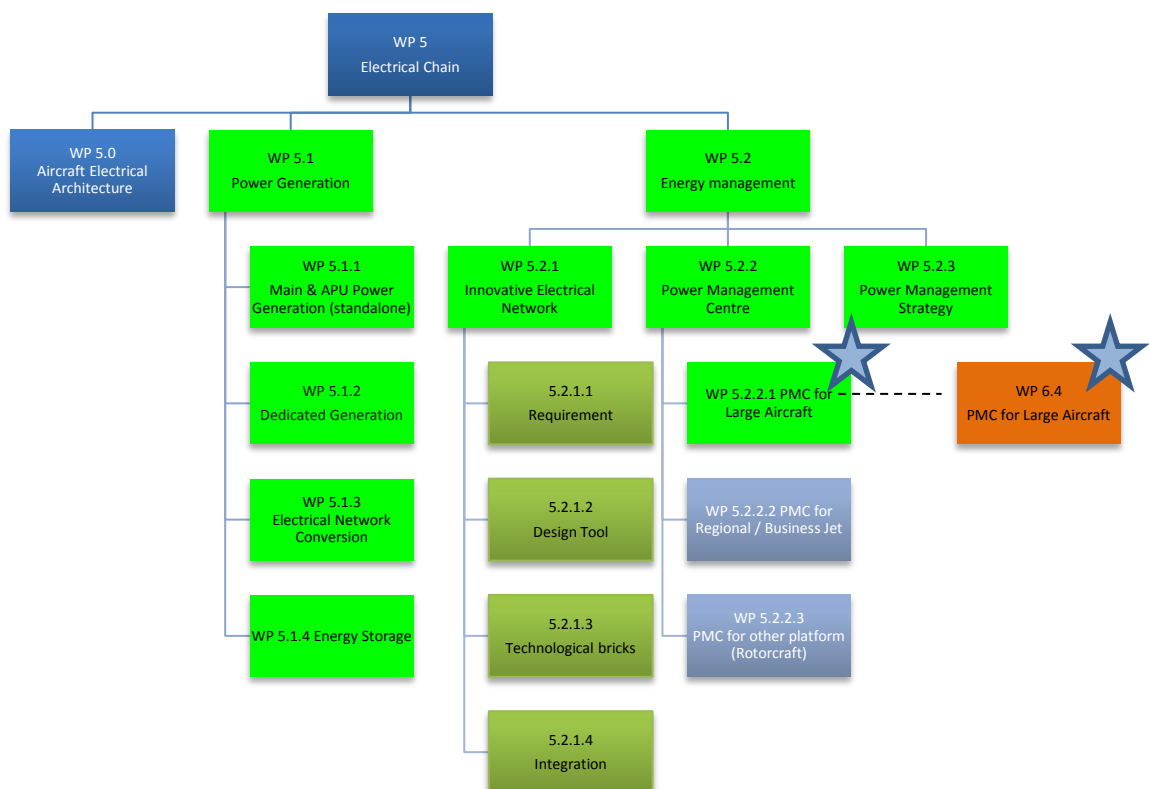 WP 5
Electrical Chain
WP 5.0
Aircraft Electrical
Architecture
WP 5.1
Power Generation
WP 5.2
Energy management
WP 5.1.1
Main & APU Power
Generation (standalone)
WP 5.2.1
Innovative Electrical
Network
WP 5.2.2
Power Management
Centre
WP 5.2.3
Power Management
Strategy
WP 5.1.2
Dedicated Generation
5.2.1.1
Requirement
WP 5.2.2.1 PMC for
Large Aircraft
WP 6.4
PMC for Large Aircraft
WP 5.1.3
Electrical Network
Conversion
5.2.1.2
Design Tool
WP 5.2.2.2 PMC for
Regional / Business Jet
WP 5.1.4 Energy Storage
5.2.1.3
Technological bricks
WP 5.2.2.3
PMC for other platform
(Rotorcraft)
5.2.1.4
Integration